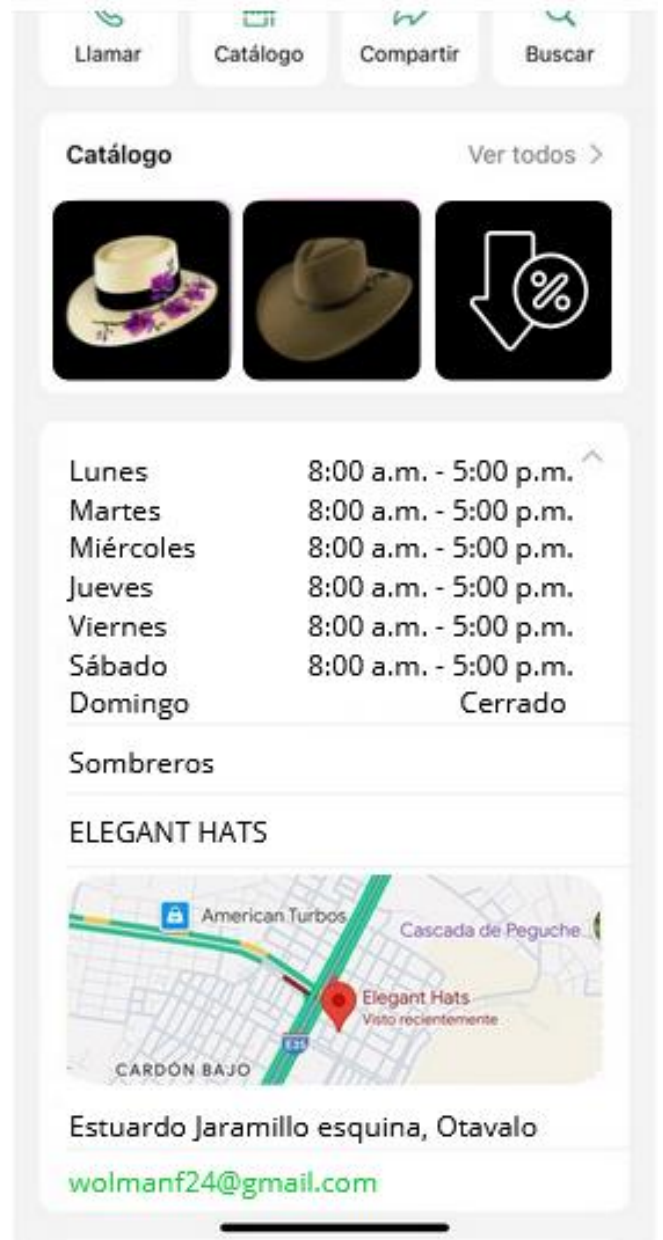 Llamar Catálogo Compartir Buscar
Catálogo Ver todos >
%
Lunes 8:00 a.m. - 5:00 p.m.
Martes 8:00 a.m. - 5:00 p.m.
Miércoles 8:00 a.m. - 5:00 p.m.
Jueves 8:00 a.m. - 5:00 p.m.
Viernes 8:00 a.m. - 5:00 p.m.
Sábado 8:00 a.m. - 5:00 p.m.
Domingo Cerrado
Sombreros
ELEGANT HATS
American Turbos
Cascada de Peguche
Elegant Hats
Visto recientemente
E35
CARDÓN BAJO
Estuardo Jaramillo esquina, Otavalo
wolmanf24@gmail.com